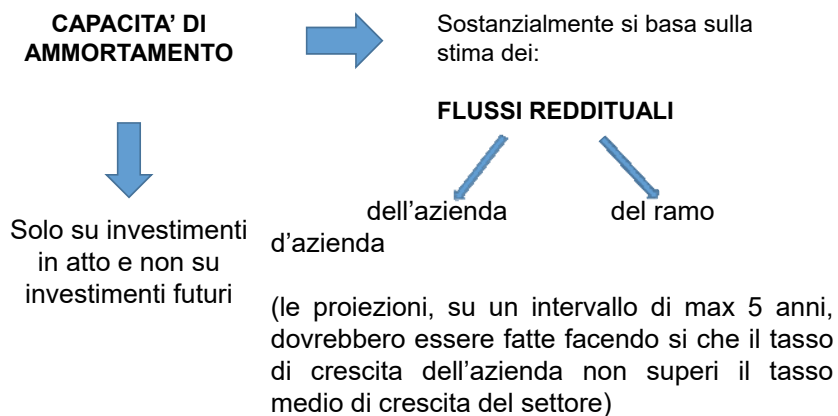 CAPACITA’ DI
AMMORTAMENTO
Sostanzialmente si basa sulla
stima dei:
FLUSSI REDDITUALI
dell’azienda del ramo
d’azienda
Solo su investimenti
in atto e non su
investimenti futuri
(le proiezioni, su un intervallo di max 5 anni,
dovrebbero essere fatte facendo si che il tasso
di crescita dell’azienda non superi il tasso
medio di crescita del settore)